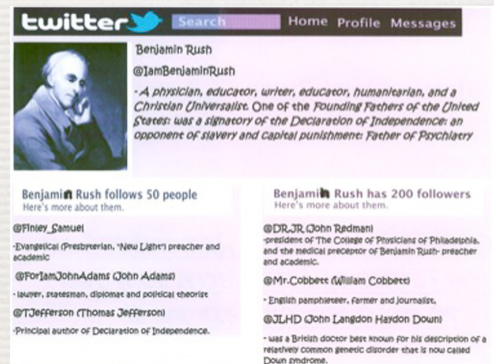 twitter Search Home Profile Messages
Benjamin Rush
@IamBenjaminRush
- A physician, educator, writer, educator, humanitarian, and a
Christian Universalist. One of the Founding Fathers of the United
States: was a signatory of the Declaration of Independence: an
opponent of slavery and capital punishment: Father of Psychiatry
Benjamin Rush follows 50 people
Here's more about them.
@Finley_Samuel
-Evangelical (Presbyterian, "New Light") preacher and
academic
@ForIamJohnAdams (John Adams)
- lawyer, statesman, diplomat and political theorist
@TJefferson (Thomas Jefferson)
-Principal author of Declaration of Independence.
Benjamin Rush has 200 followers
Here's more about them.
@DR.JR (John Redman)
-president of The College of Physicians of Philadelphia,
and the medical preceptor of Benjamin Rush- preacher
and academic.
@Mr.Cobbett (William Cobbett)
- English pamphleteer, farmer and journalist,
@JLHD (John Langdon Haydon Down)
- was a British doctor best known for his description of a
relatively common genetic disorder that is now called
Down syndrome.